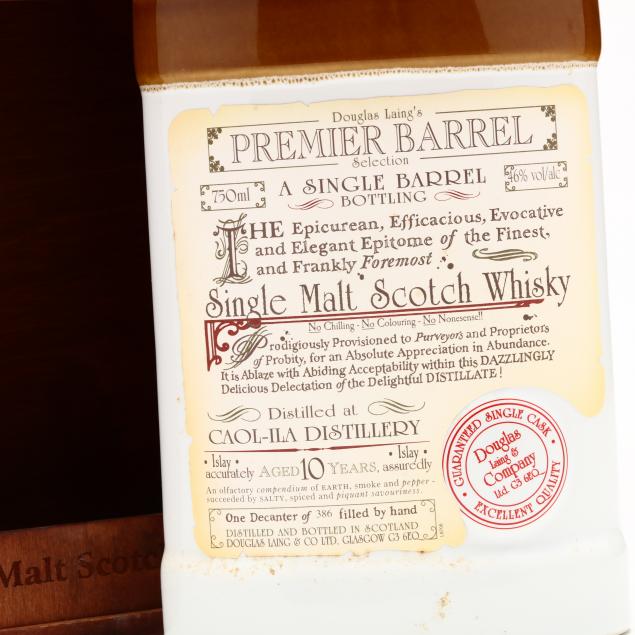 Douglas Laing's
PREMIER BARREL
Selection
750ml
A SINGLE BARREL
46% vol/alc
BOTTLING
THE Epicurean, Efficacious, Evocative
and Elegant Epitome of the Finest,
and Frankly Foremost
Single Malt Scotch Whisky
No Chilling - No Colouring - No Nonesense!!
Prodigiously Provisioned to Purveyors and Proprietors
of Probity, for an Absolute Appreciation in Abundance.
It is Ablaze with Abiding Acceptability within this DAZZLINGLY
Delicious Delectation of the Delightful DISTILLATE!
Distilled at
CAOL-ILA DISTILLERY
• Islay •
accurately AGED 10 YEARS, assuredly
• Islay •
An olfactory compendium of EARTH, smoke and pepper -
succeeded by SALTY, spiced and piquant savouriness.
One Decanter of 386 filled by hand
DISTILLED AND BOTTLED IN SCOTLAND
DOUGLAS LAING & CO LTD, GLASGOW G3 6EQ
GUARANTEED SINGLE CASK •
Douglas
Laing &
Company
Ltd. G3 6EQ
• EXCELLENT QUALITY
Malt Scotc